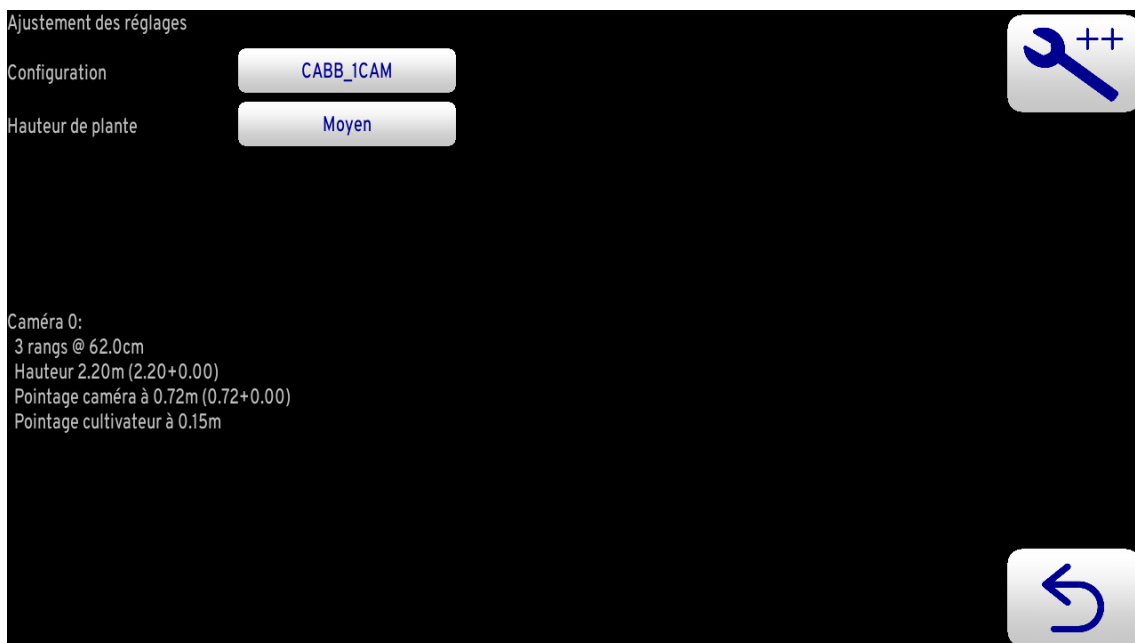 Ajustement des réglages
++
Configuration CABB_1CAM
Hauteur de plante Moyen
Caméra 0:
3 rangs @ 62.0cm
Hauteur 2.20m (2.20+0.00)
Pointage caméra à 0.72m (0.72+0.00)
Pointage cultivateur à 0.15m